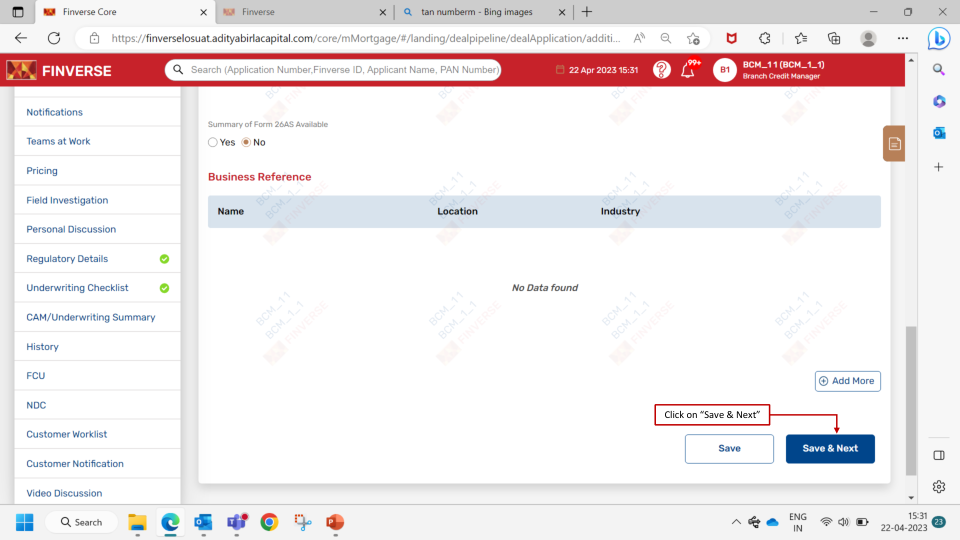 Finverse Core
Finverse
tan numberm - Bing images
https://finverselosuat.adityabirlacapital.com/core/mMortgage/#/landing/dealpipeline/dealApplication/additi...
FINVERSE
Search (Application Number,Finverse ID, Applicant Name, PAN Number)
22 Apr 2023 15:31
99+
B1
BCM_1 1 (BCM_1_1)
Branch Credit Manager
Notifications
Teams at Work
Pricing
Field Investigation
Personal Discussion
Regulatory Details
Underwriting Checklist
CAM/Underwriting Summary
History
FCU
NDC
Customer Worklist
Customer Notification
Video Discussion
Summary of Form 26AS Available
Yes No
Business Reference
Name Location Industry
No Data found
Add More
Click on “Save & Next”
Save
Save & Next
BCM_11
BCM_1_1
FINVERSE
Search
ENG
IN
15:31
22-04-2023
23